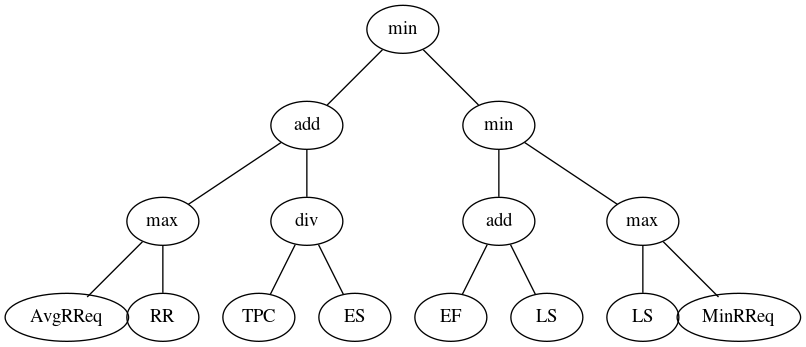 min
add
min
max
div
add
max
AvgRReq
RR
TPC
ES
EF
LS
LS
MinRReq